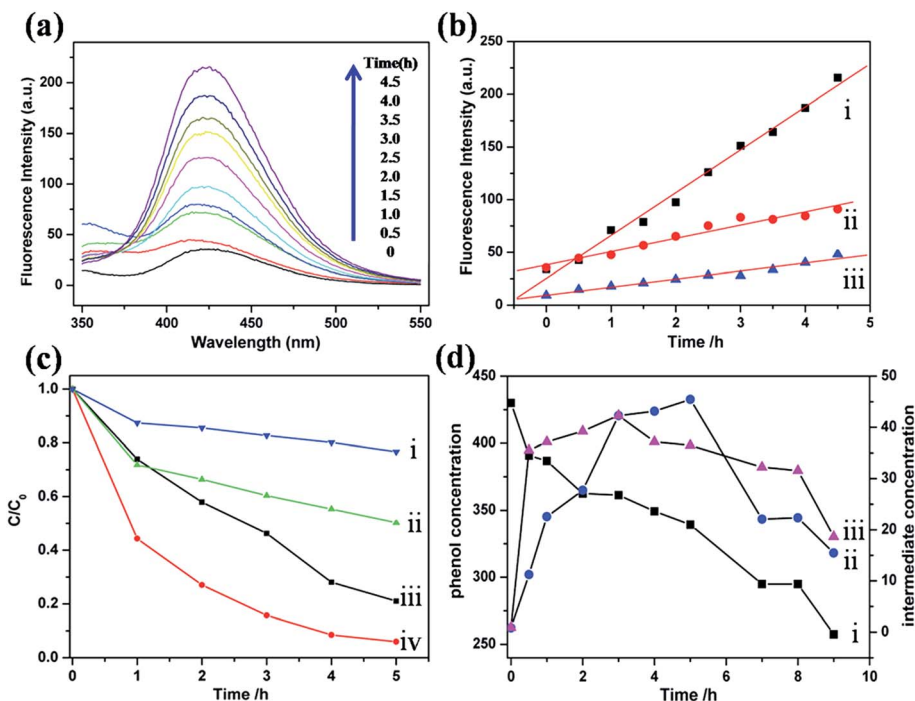 (a)
Fluorescence Intensity (a.u.)
200
150
100
50
0
350
400
450
500
550
Wavelength (nm)
Time(h)
4.5
4.0
3.5
3.0
2.5
2.0
1.5
1.0
0.5
0
(b)
Fluorescence Intensity (a.u.)
250
200
150
100
50
0
0
1
2
3
4
5
Time /h
i
ii
iii
(c)
C/C0
1.0
0.8
0.6
0.4
0.2
0.0
0
1
2
3
4
5
Time /h
i
ii
iii
iv
(d)
phenol concentration
450
400
350
300
250
0
2
4
6
8
10
Time /h
50
40
30
20
10
0
intermediate concentration
iii
ii
i